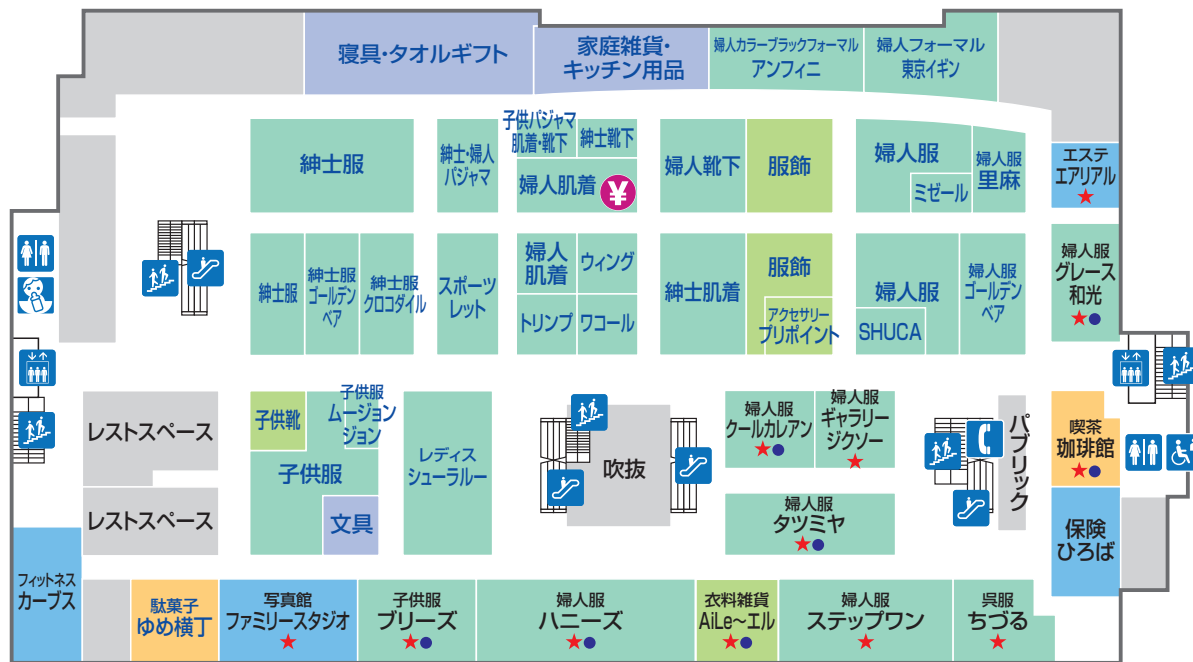 寝具・タオルギフト
家庭雑貨・
キッチン用品
婦人カラーブラックフォーマル
アンフィニ
婦人フォーマル
東京イギン
紳士服
紳士・婦人
パジャマ
子供パジャマ
肌着・靴下
紳士靴下
婦人肌着
¥
婦人靴下
服飾
婦人服
ミゼール
婦人服
里麻
エステ
エアリアル
★
紳士服
紳士服
ゴールデン
ベア
紳士服
クロコダイル
スポーツ
レット
婦人
肌着
ウィング
トリンプ
ワコール
紳士肌着
服飾
アクセサリー
プリポイント
婦人服
SHUCA
婦人服
ゴールデン
ベア
婦人服
グレース
和光
★●
レストスペース
子供靴
子供服
ムージョン
ジョン
子供服
文具
レディス
シューラルー
吹抜
婦人服
クールカレアン
★●
婦人服
ギャラリー
ジクソー
★
パブリック
喫茶
珈琲館
★●
レストスペース
婦人服
タツミヤ
★●
保険
ひろば
フィットネス
カーブス
駄菓子
ゆめ横丁
写真館
ファミリースタジオ
★
子供服
ブリーズ
★●
婦人服
ハニーズ
★●
衣料雑貨
AiLe〜エル
★●
婦人服
ステップワン
★
呉服
ちづる
★